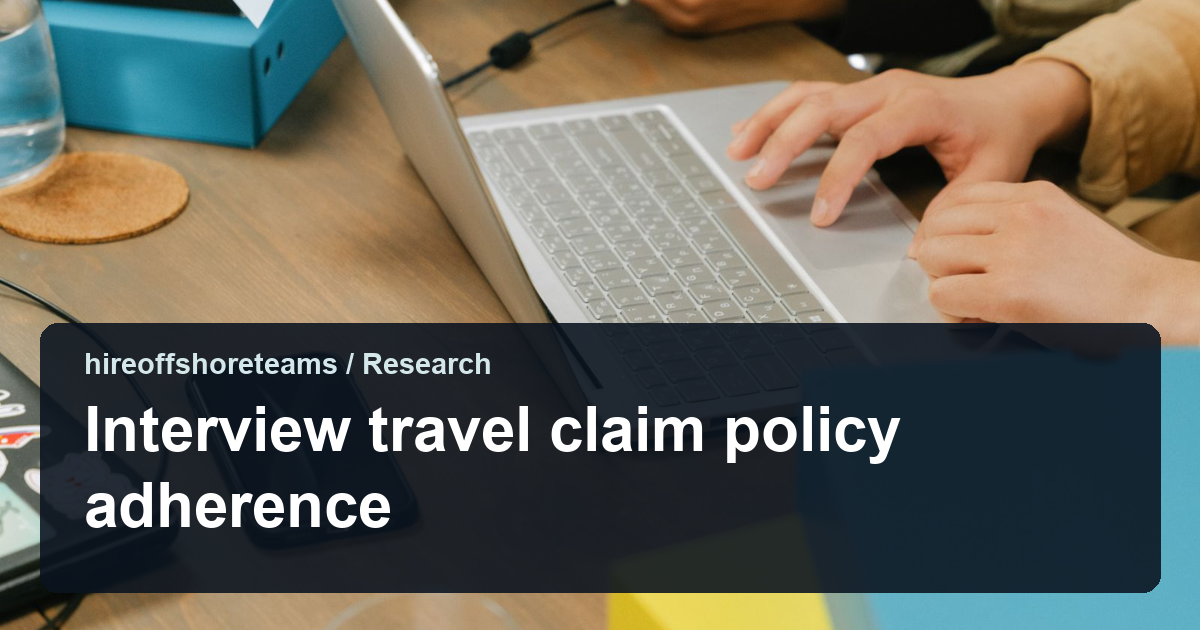 hireoffshoreteams / Research
Interview travel claim policy
adherence